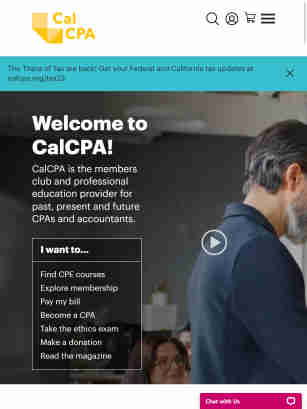 Cal
CPA
The Titans of Tax are back! Get your Federal and California tax updates at
calcpa.org/tax23
Welcome to
CalCPA!
CalCPA is the members
club and professional
education provider for
past, present and future
CPAs and accountants.
I want to...
Find CPE courses
Explore membership
Pay my bill
Become a CPA
Take the ethics exam
Make a donation
Read the magazine
Chat with Us